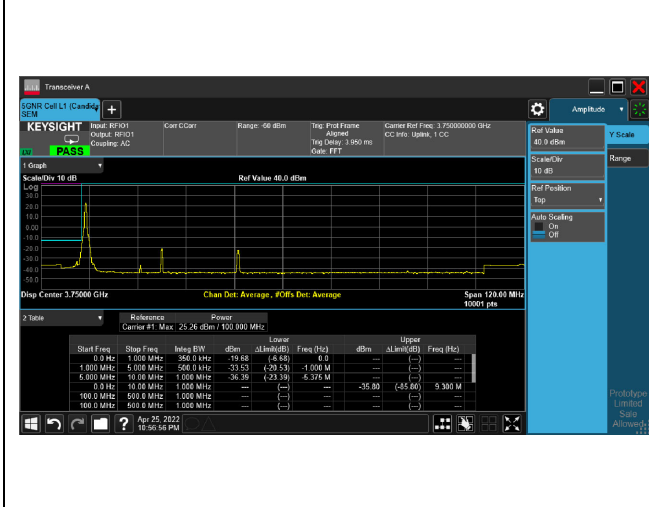 Transceiver A
5GNR Cell L1 (Candida
SEM
+
Amplitude
KEYSIGHT
Input: RFIO1
Output: RFIO1
Coupling: AC
Corr CCorr
Range: -60 dBm
Trig: Prot Frame
Aligned
Trig Delay: 3.950 ms
Gate: FFT
Carrier Ref Freq: 3.750000000 GHz
CC Info: Uplink, 1 CC
LU PASS
1 Graph
Scale/Div 10 dB
Ref Value 40.0 dBm
Log
30.0
20.0
10.0
0.00
-10.0
-20.0
-30.0
-40.0
-50.0
Disp Center 3.75000 GHz
Chan Det: Average , #Offs Det: Average
Span 120.00 MHz
10001 pts
2 Table
Reference Power
Carrier #1. Max 25.26 dBm / 100.000 MHz
Lower Upper
Start Freq Stop Freq Integ BW dBm ΔLimit(dB) Freq (Hz) dBm ΔLimit(dB) Freq (Hz)
0.0 Hz 1.000 MHz 350.0 kHz -19.68 (-6.68) 0.0 --- (---) ---
1.000 MHz 5.000 MHz 500.0 kHz -33.53 (-20.53) -1.000 M --- (---) ---
5.000 MHz 10.00 MHz 1.000 MHz -36.39 (-23.39) -5.375 M --- (---) ---
0.0 Hz 10.00 MHz 1.000 MHz --- (---) --- -35.80 (-85.80) 9.300 M
100.0 MHz 500.0 MHz 1.000 MHz --- (---) --- --- (---) ---
100.0 MHz 500.0 MHz 1.000 MHz --- (---) --- --- (---) ---
? Apr 25, 2022
10:56:56 PM
Ref Value
40.0 dBm
Scale/Div
10 dB
Ref Position
Top
Auto Scaling
On
Off
Y Scale
Range
Prototype
Limited
Sale
Allowed